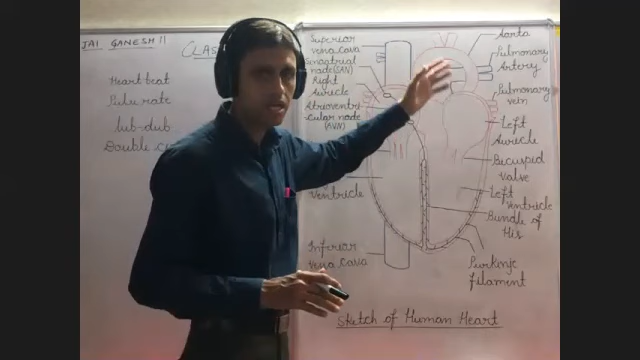 JAI GANESH !!
CLAS
Heart beat
Pulse rate
lub-dub
Double c
Superior
vena cava
Sinoatrial
node (SAN)
Right
Auricle
Atrioventri
cular node
(AVN)
Ventricle
Inferior
Vena Cava
Aorta
Pulmonary
Artery
Pulmonary
vein
Left
Auricle
Bicuspid
Valve
Left
Ventricle
Bundle of
His
Purkenje
filament
Sketch of Human Heart